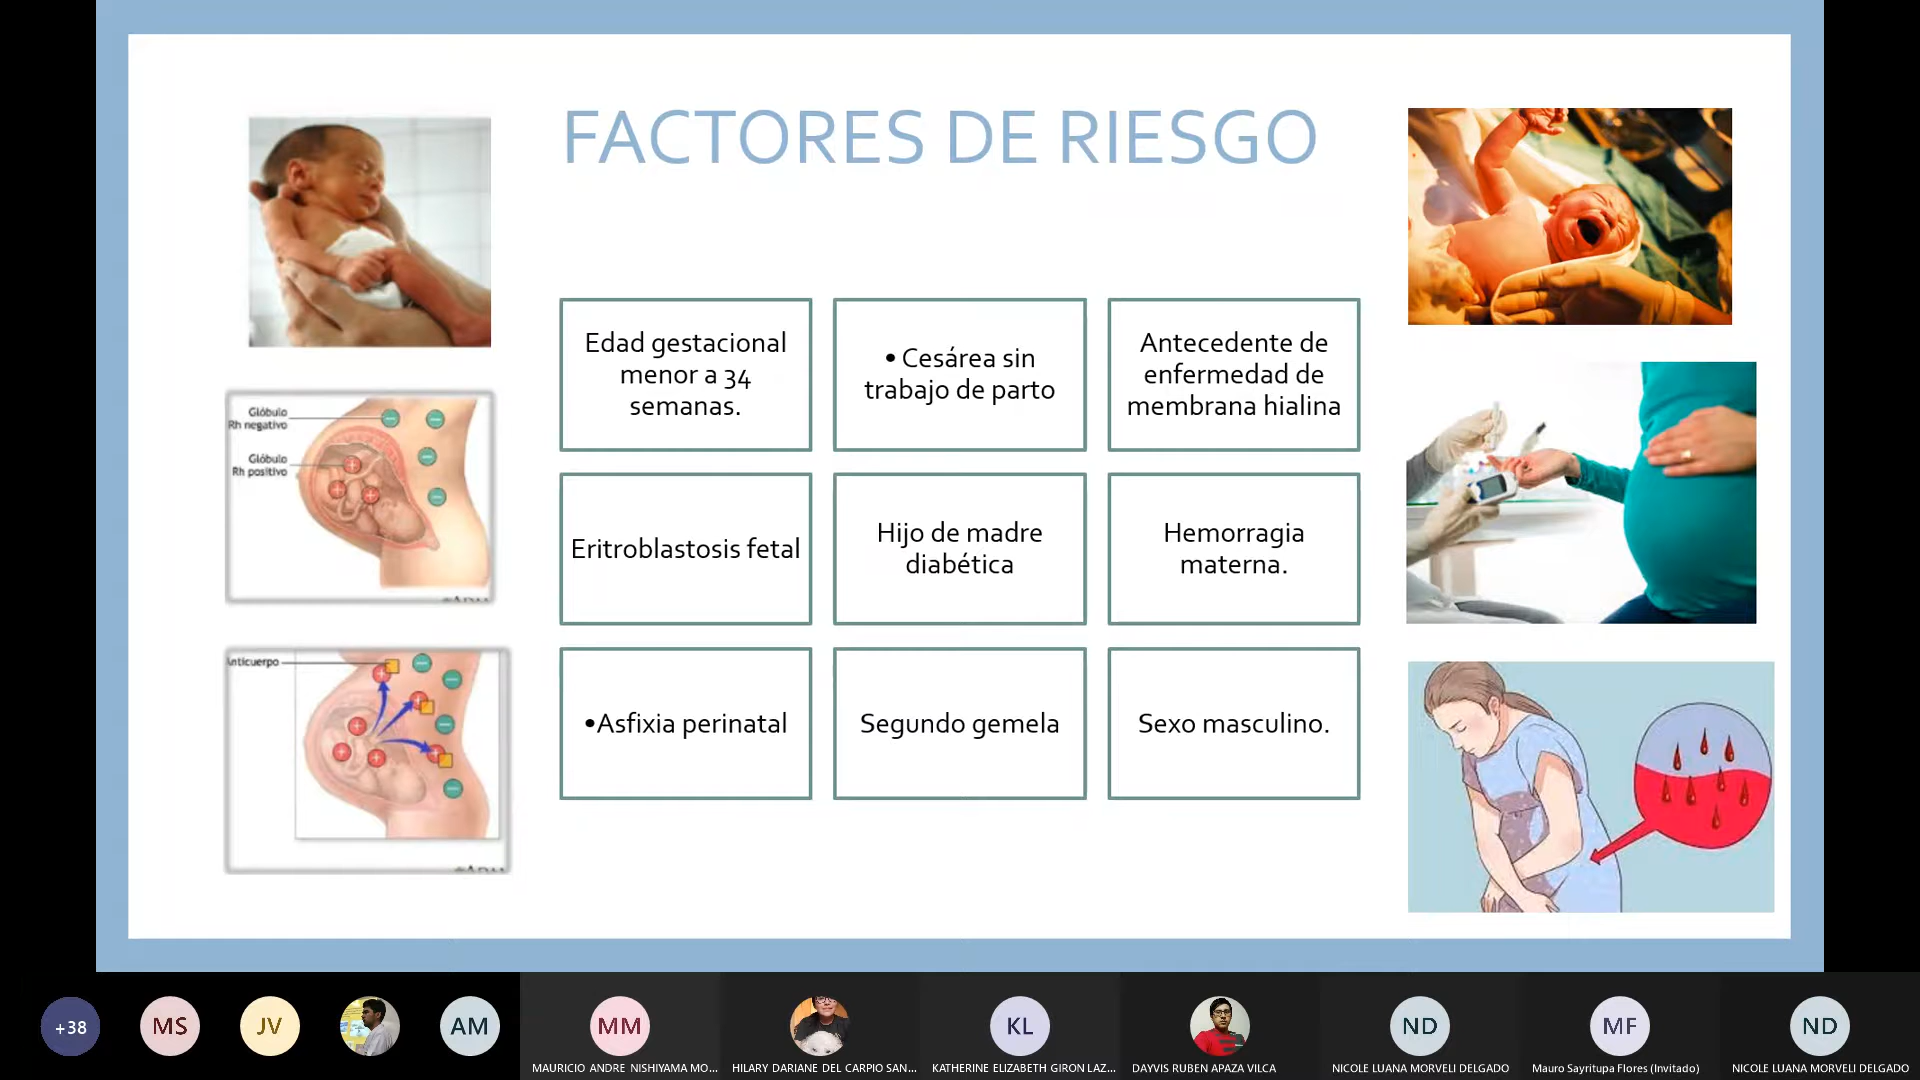 FACTORES DE RIESGO
Glóbulo
Rh negativo
Glóbulo
Rh positivo
Anticuerpo
Edad gestacional
menor a 34
semanas.
• Cesárea sin
trabajo de parto
Antecedente de
enfermedad de
membrana hialina
Eritroblastosis fetal
Hijo de madre
diabética
Hemorragia
materna.
•Asfixia perinatal
Segundo gemela
Sexo masculino.
+38
MS
JV
AM
MM
KL
ND
MF
ND
MAURICIO ANDRE NISHIYAMA MO...
HILARY DARIANE DEL CARPIO SAN...
KATHERINE ELIZABETH GIRON LAZ...
DAYVIS RUBEN APAZA VILCA
NICOLE LUANA MORVELI DELGADO
Mauro Sayritupa Flores (Invitado)
NICOLE LUANA MORVELI DELGADO